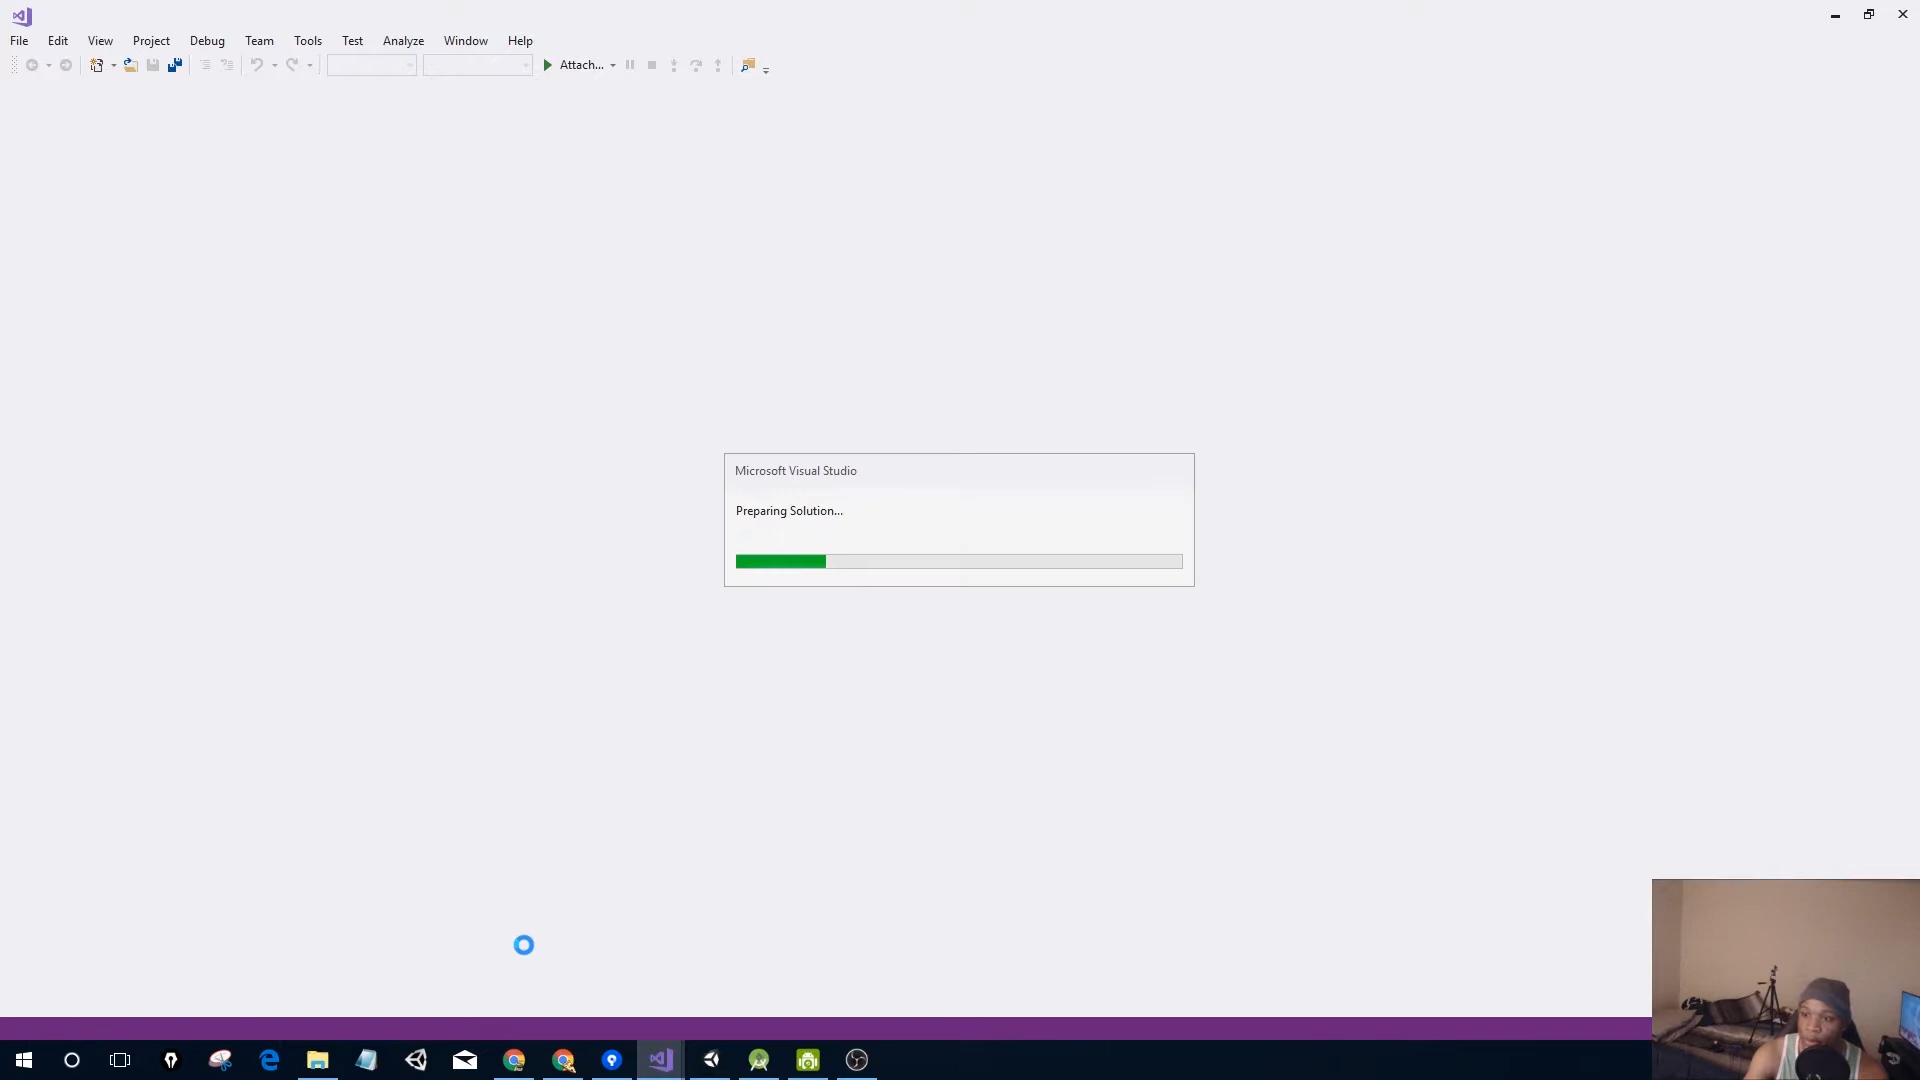 File Edit View Project Debug Team Tools Test Analyze Window Help
Attach...
Microsoft Visual Studio
Preparing Solution...